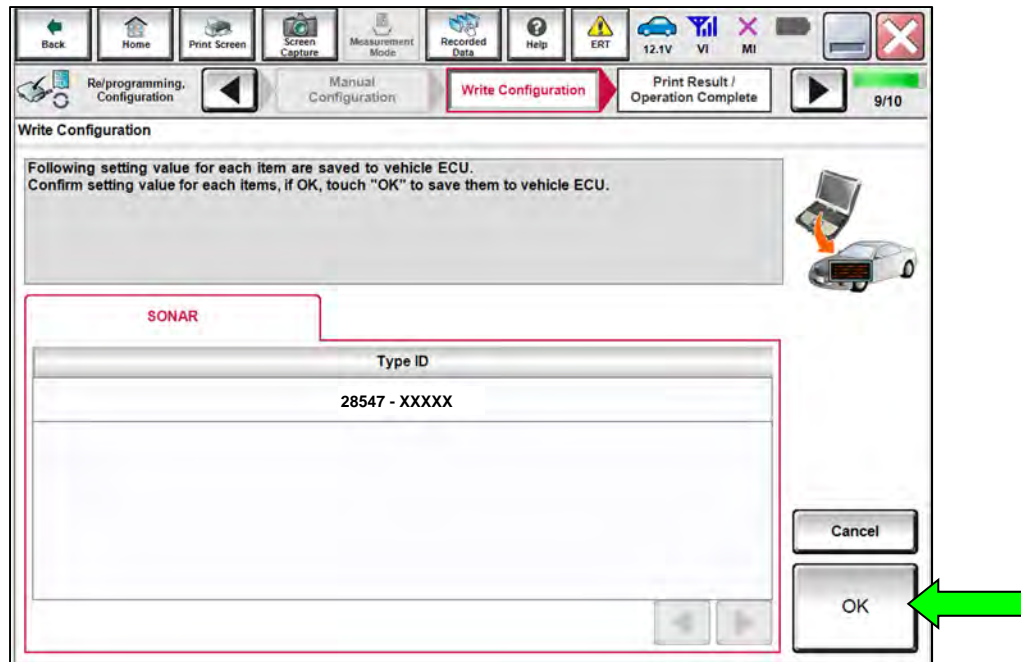 Back
Home
Print Screen
Screen
Capture
Measurement
Mode
Recorded
Data
Help
ERT
12.1V
VI
MI
Re/programming,
Configuration
Manual
Configuration
Write Configuration
Print Result /
Operation Complete
9/10
Write Configuration
Following setting value for each item are saved to vehicle ECU.
Confirm setting value for each items, if OK, touch "OK" to save them to vehicle ECU.
SONAR
Type ID
28547 - XXXXX
Cancel
OK